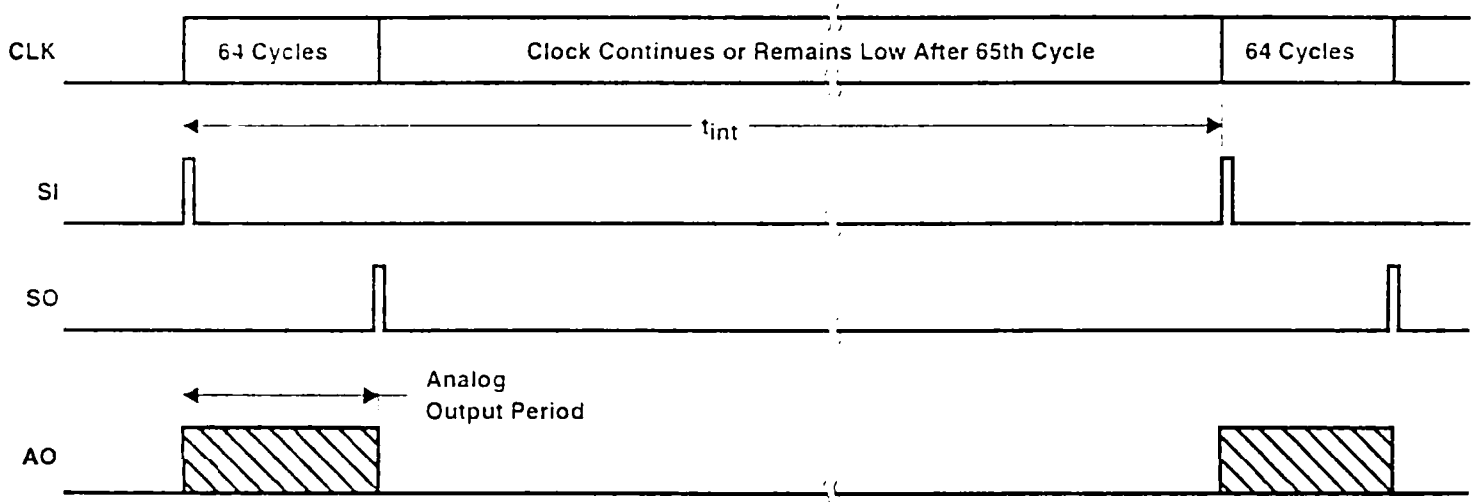 CLK
64 Cycles
Clock Continues or Remains Low After 65th Cycle
64 Cycles
tint
SI
SO
Analog
Output Period
AO